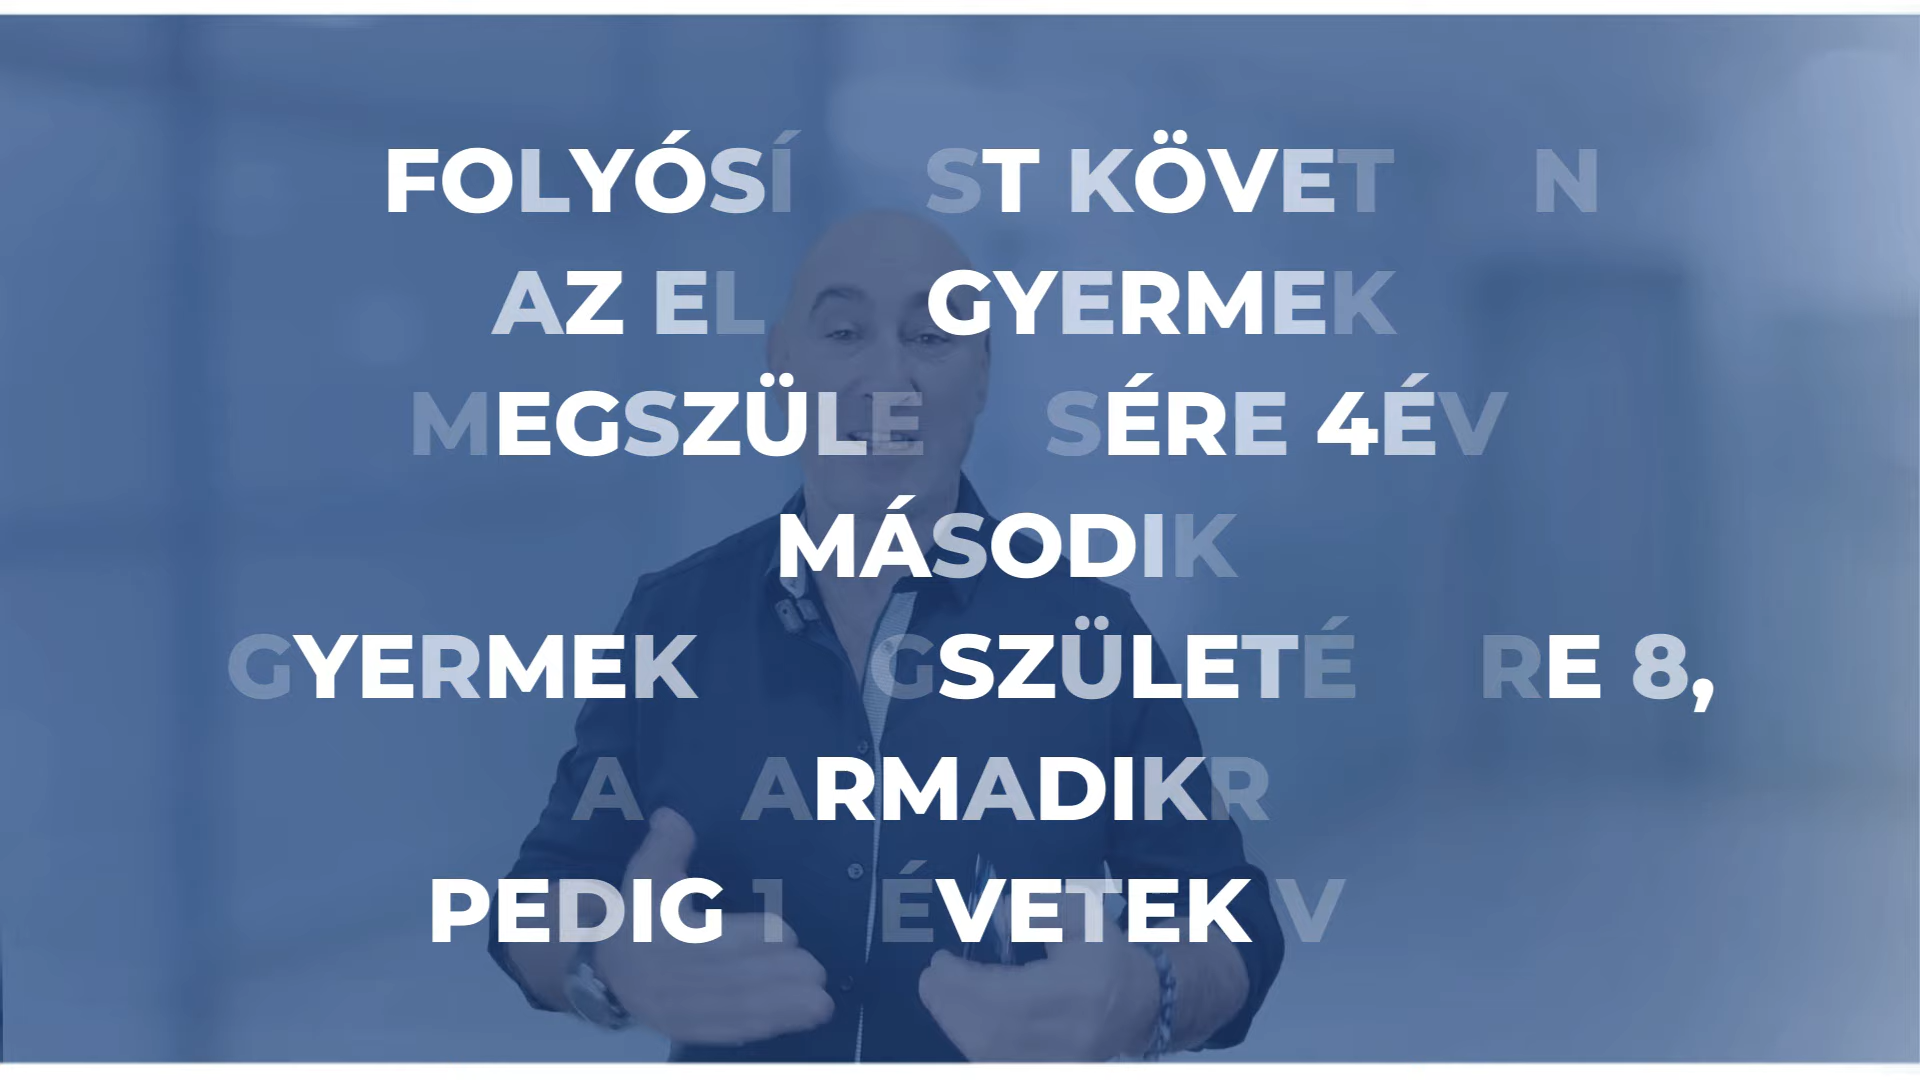 FOLYÓSÍ ST KÖVET N
AZ EL GYERMEK
MEGSZÜLE SÉRE 4ÉV
MÁSODIK
GYERMEK GSZÜLETÉ RE 8,
A ARMADIKR
PEDIG 1 ÉVETEK V